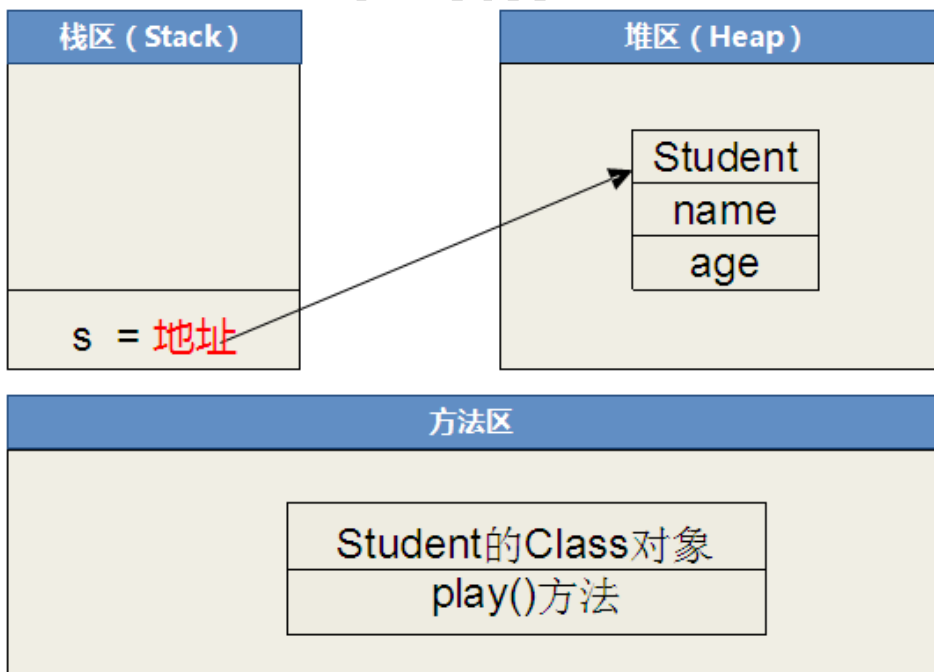 栈区（Stack）
堆区（Heap）
Student
name
age
s = 地址
方法区
Student的Class对象
play()方法